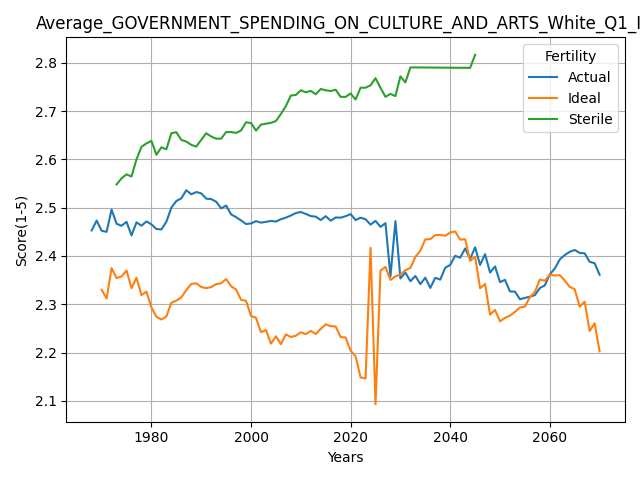 Average_GOVERNMENT_SPENDING_ON_CULTURE_AND_ARTS_White_Q1_I
Fertility
Actual
Ideal
Sterile
Score(1-5)
2.8
2.7
2.6
2.5
2.4
2.3
2.2
2.1
1980
2000
2020
2040
2060
Years